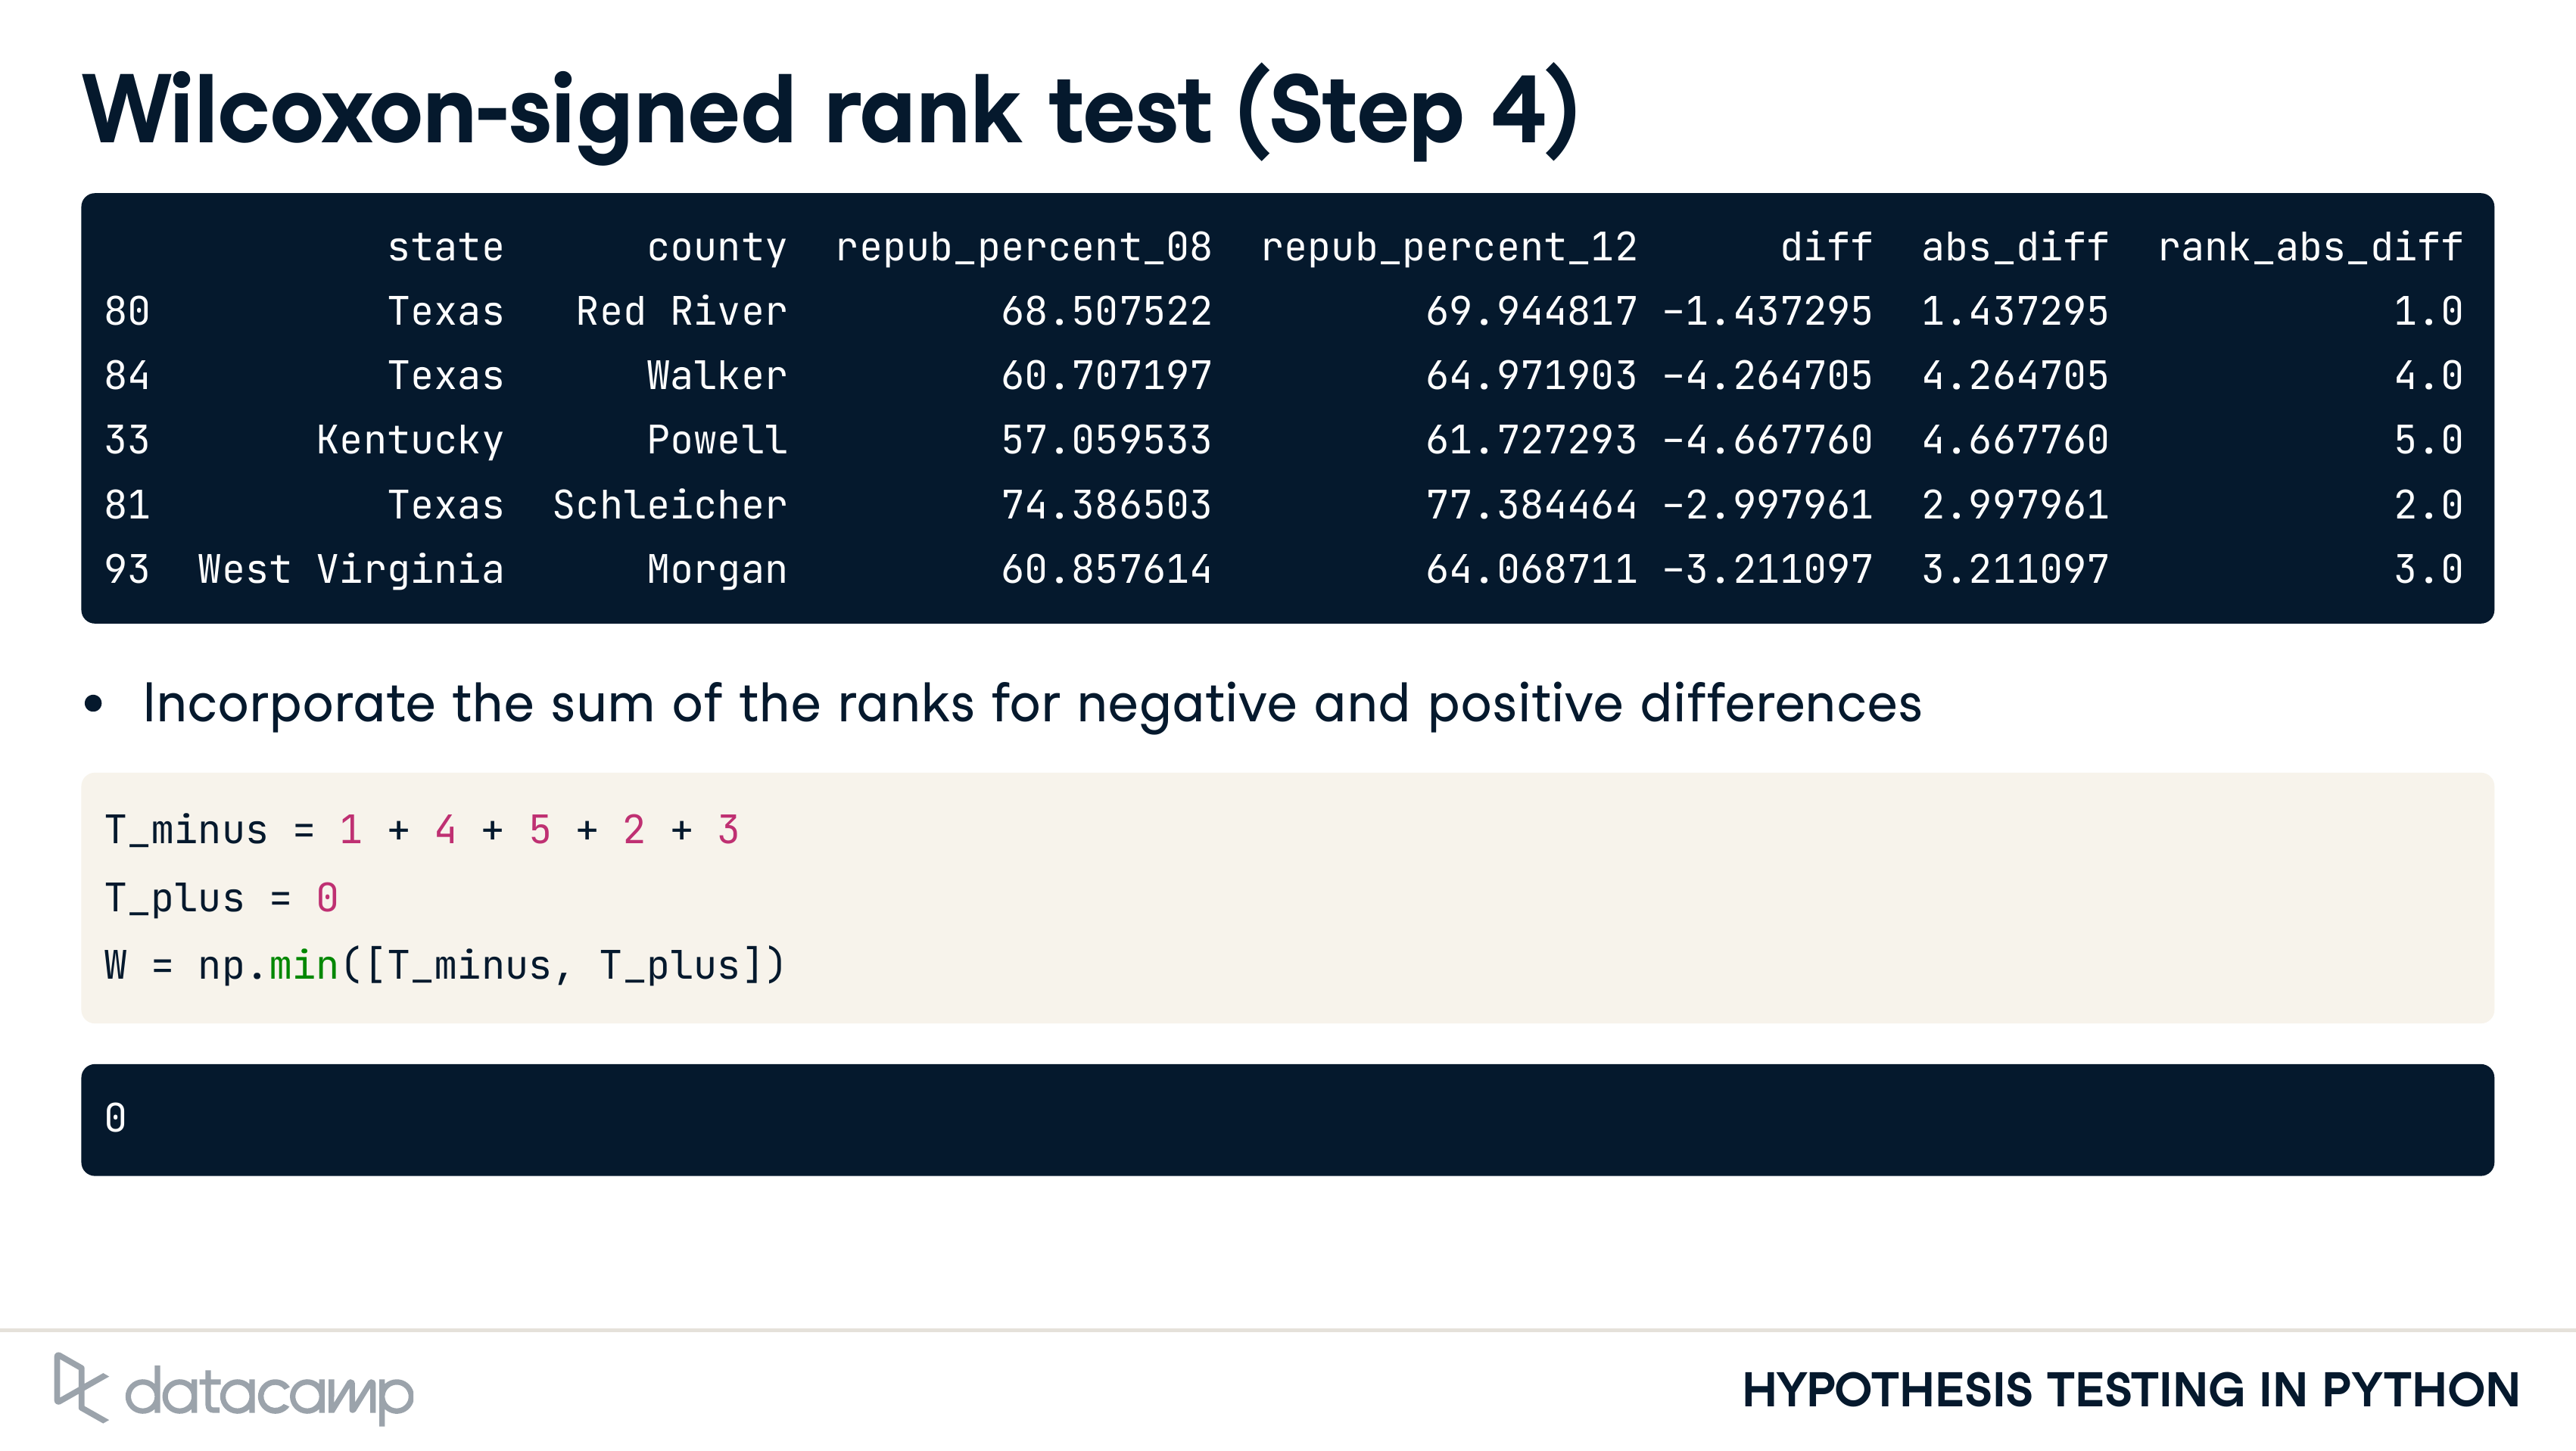 Wilcoxon-signed rank test (Step 4)
state county repub_percent_08 repub_percent_12 diff abs_diff rank_abs_diff
80 Texas Red River 68.507522 69.944817 -1.437295 1.437295 1.0
84 Texas Walker 60.707197 64.971903 -4.264705 4.264705 4.0
33 Kentucky Powell 57.059533 61.727293 -4.667760 4.667760 5.0
81 Texas Schleicher 74.386503 77.384464 -2.997961 2.997961 2.0
93 West Virginia Morgan 60.857614 64.068711 -3.211097 3.211097 3.0
• Incorporate the sum of the ranks for negative and positive differences
T_minus = 1 + 4 + 5 + 2 + 3
T_plus = 0
W = np.min([T_minus, T_plus])
0
datacamp
HYPOTHESIS TESTING IN PYTHON